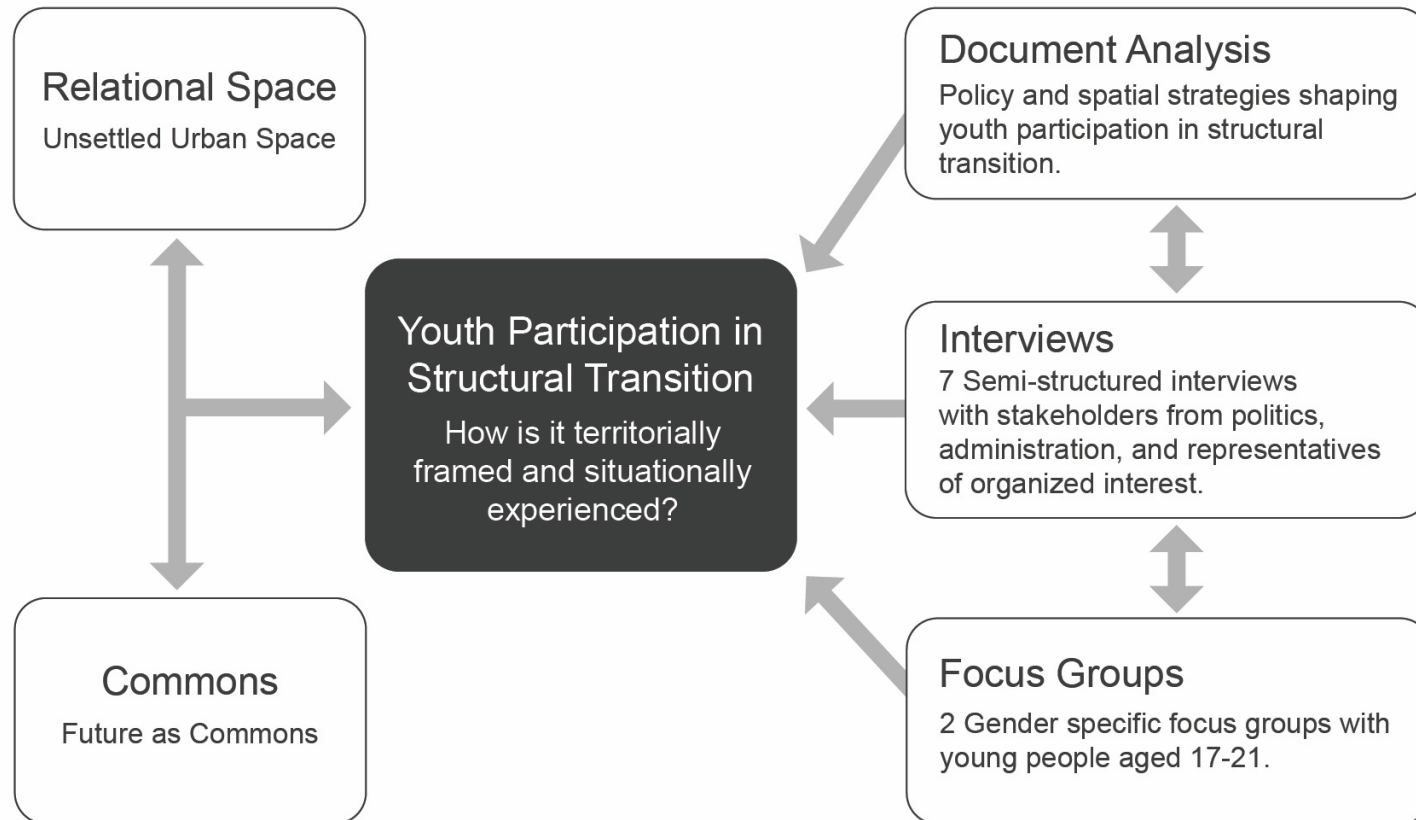 Relational Space
Unsettled Urban Space
Commons
Future as Commons
Youth Participation in
Structural Transition
How is it territorially
framed and situationally
experienced?
Document Analysis
Policy and spatial strategies shaping
youth participation in structural
transition.
Interviews
7 Semi-structured interviews
with stakeholders from politics,
administration, and representatives
of organized interest.
Focus Groups
2 Gender specific focus groups with
young people aged 17-21.